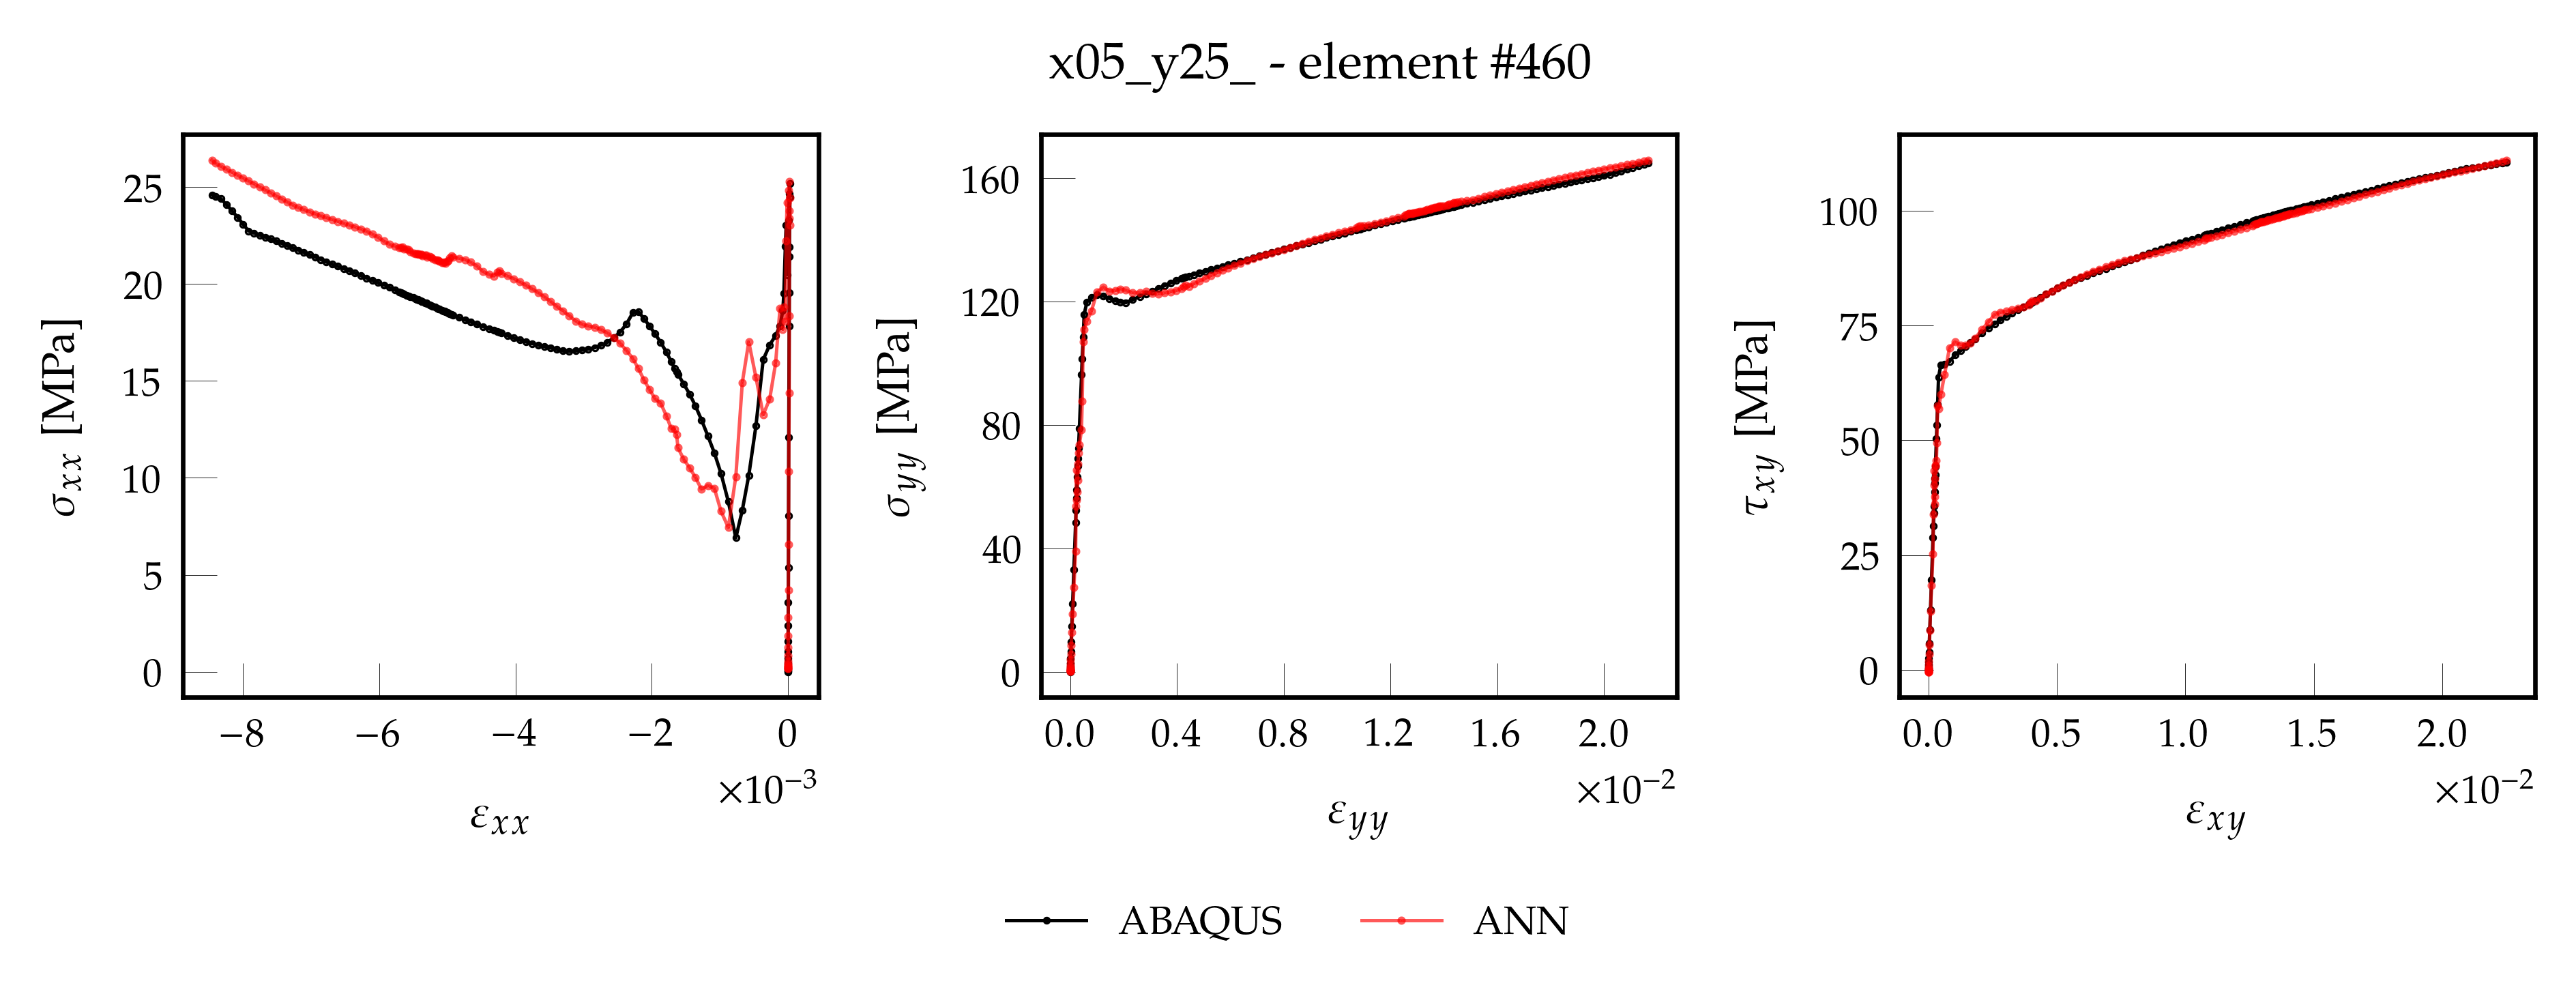 x05_y25_ - element #460
σxx [MPa]
25
20
15
10
5
0
−8 −6 −4 −2 0
×10−3
εxx
σyy [MPa]
160
120
80
40
0
0.0 0.4 0.8 1.2 1.6 2.0
×10−2
εyy
τxy [MPa]
100
75
50
25
0
0.0 0.5 1.0 1.5 2.0
×10−2
εxy
ABAQUS ANN